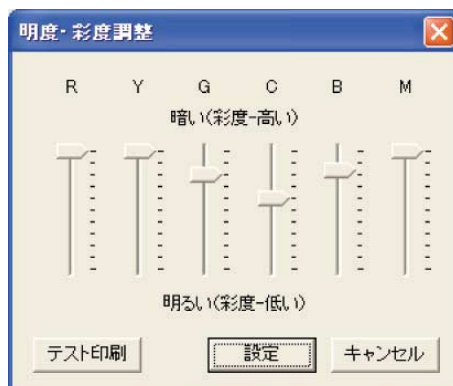 明度・彩度調整
R Y G C B M
暗い(彩度-高い)
明るい(彩度-低い)
テスト印刷 設定 キャンセル